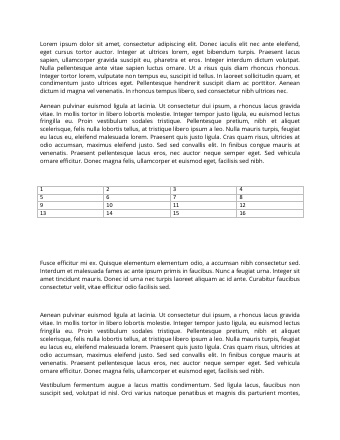 Lorem ipsum dolor sit amet, consectetur adipiscing elit. Donec iaculis elit nec ante eleifend,
eget cursus tortor auctor. Integer at ultrices lorem, eget bibendum turpis. Praesent lacus
sapien, ullamcorper gravida suscipit eu, pharetra et eros. Integer interdum dictum volutpat.
Nulla pellentesque ante vitae sapien luctus ornare. Ut a risus quis diam rhoncus rhoncus.
Integer tortor lorem, vulputate non tempus eu, suscipit id tellus. In laoreet sollicitudin quam, et
condimentum justo ultrices eget. Pellentesque hendrerit suscipit diam ac porttitor. Aenean
dictum id magna vel venenatis. In rhoncus tempus libero, sed consectetur nibh ultrices nec.
Aenean pulvinar euismod ligula at lacinia. Ut consectetur dui ipsum, a rhoncus lacus gravida
vitae. In mollis tortor in libero lobortis molestie. Integer tempor justo ligula, eu euismod lectus
fringilla eu. Proin vestibulum sodales tristique. Pellentesque pretium, nibh et aliquet
scelerisque, felis nulla lobortis tellus, at tristique libero ipsum a leo. Nulla mauris turpis, feugiat
eu lacus eu, eleifend malesuada lorem. Praesent quis justo ligula. Cras quam risus, ultricies at
odio accumsan, maximus eleifend justo. Sed sed convallis elit. In finibus congue mauris at
venenatis. Praesent pellentesque lacus eros, nec auctor neque semper eget. Sed vehicula
ornare efficitur. Donec magna felis, ullamcorper et euismod eget, facilisis sed nibh.
1 2 3 4
5 6 7 8
9 10 11 12
13 14 15 16
Fusce efficitur mi ex. Quisque elementum elementum odio, a accumsan nibh consectetur sed.
Interdum et malesuada fames ac ante ipsum primis in faucibus. Nunc a feugiat urna. Integer sit
amet tincidunt mauris. Donec id urna nec turpis laoreet aliquam ac id ante. Curabitur faucibus
consectetur velit, vitae efficitur odio facilisis sed.
Aenean pulvinar euismod ligula at lacinia. Ut consectetur dui ipsum, a rhoncus lacus gravida
vitae. In mollis tortor in libero lobortis molestie. Integer tempor justo ligula, eu euismod lectus
fringilla eu. Proin vestibulum sodales tristique. Pellentesque pretium, nibh et aliquet
scelerisque, felis nulla lobortis tellus, at tristique libero ipsum a leo. Nulla mauris turpis, feugiat
eu lacus eu, eleifend malesuada lorem. Praesent quis justo ligula. Cras quam risus, ultricies at
odio accumsan, maximus eleifend justo. Sed sed convallis elit. In finibus congue mauris at
venenatis. Praesent pellentesque lacus eros, nec auctor neque semper eget. Sed vehicula
ornare efficitur. Donec magna felis, ullamcorper et euismod eget, facilisis sed nibh.
Vestibulum fermentum augue a lacus mattis condimentum. Sed ligula lacus, faucibus non
suscipit sed, volutpat id nisl. Orci varius natoque penatibus et magnis dis parturient montes,